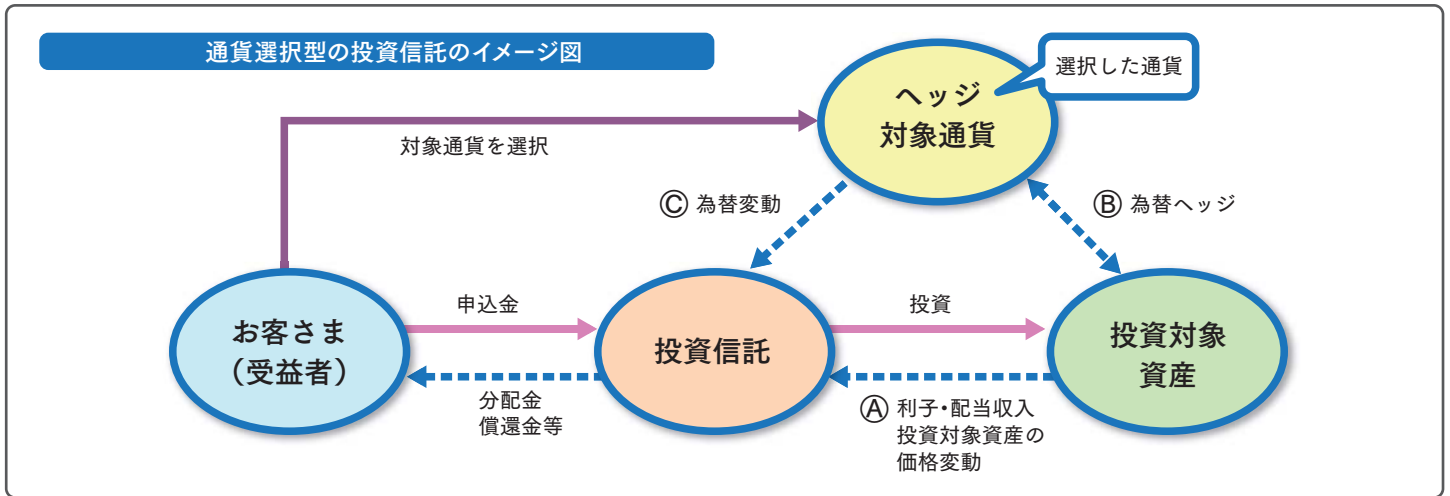 通貨選択型の投資信託のイメージ図
選択した通貨
ヘッジ
対象通貨
対象通貨を選択
Ⓒ 為替変動
Ⓑ 為替ヘッジ
お客さま
（受益者）
申込金
投資信託
投資
投資対象
資産
分配金
償還金等
Ⓐ 利子・配当収入
投資対象資産の
価格変動